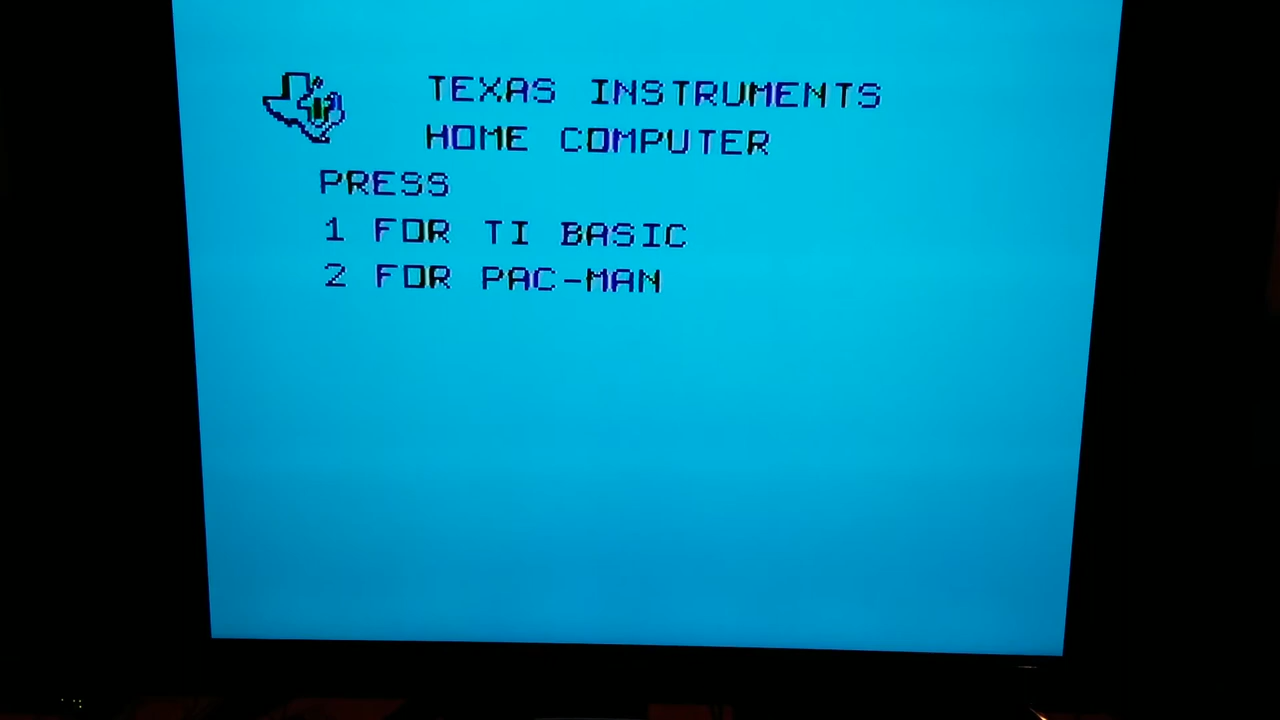 TEXAS INSTRUMENTS
HOME COMPUTER
PRESS
1 FOR TI BASIC
2 FOR PAC-MAN